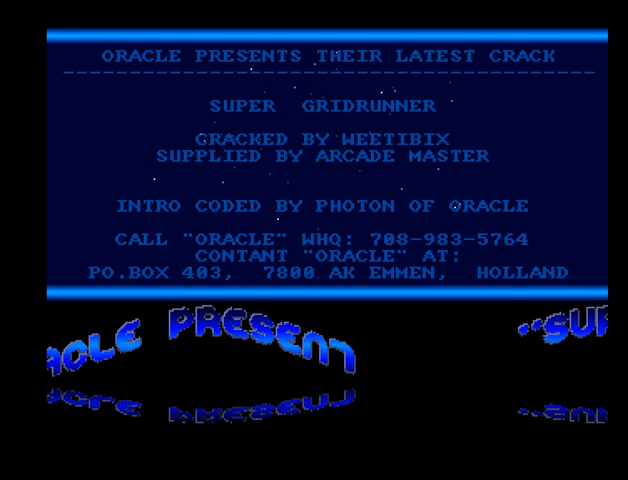 ORACLE PRESENTS THEIR LATEST CRACK
SUPER GRIDRUNNER
CRACKED BY WEETIBIX
SUPPLIED BY ARCADE MASTER
INTRO CODED BY PHOTON OF ORACLE
CALL "ORACLE" WHQ: 708-983-5764
CONTANT "ORACLE" AT:
PO.BOX 403, 7800 AK EMMEN, HOLLAND
ACLE PRESENT --SUP